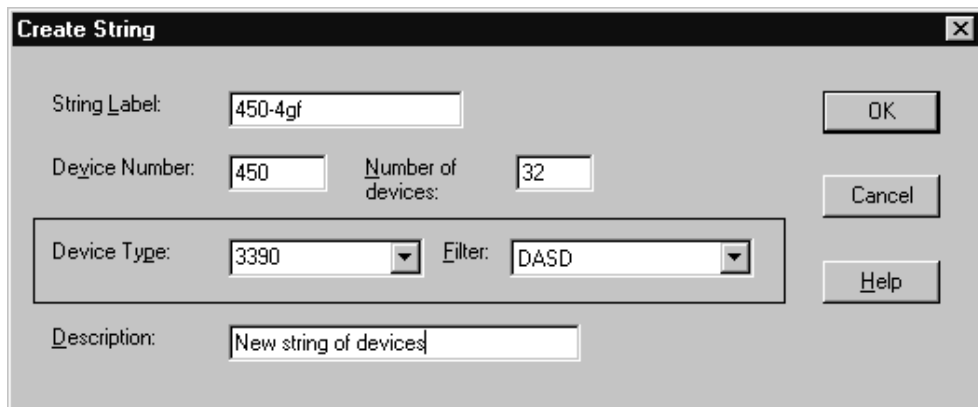 Create String
String Label: 450-4gf OK
Device Number: 450 Number of devices: 32
Cancel
Device Type: 3390 Filter: DASD
Help
Description: New string of devices